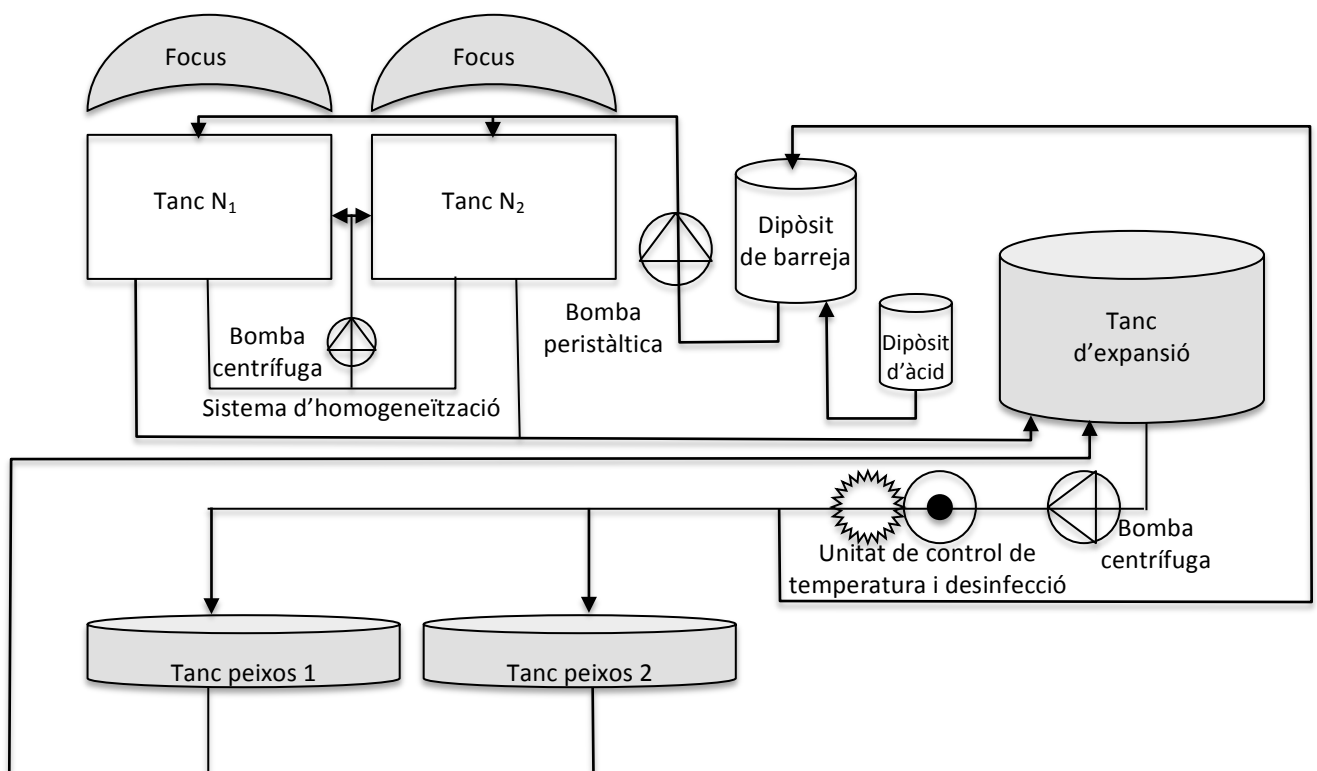 Focus
Focus
Tanc N₁
Tanc N₂
Dipòsit
de barreja
Bomba
peristàltica
Bomba
centrífuga
Dipòsit
d'àcid
Tanc
d'expansió
Sistema d'homogeneïtzació
Unitat de control de
temperatura i desinfecció
Bomba
centrífuga
Tanc peixos 1
Tanc peixos 2